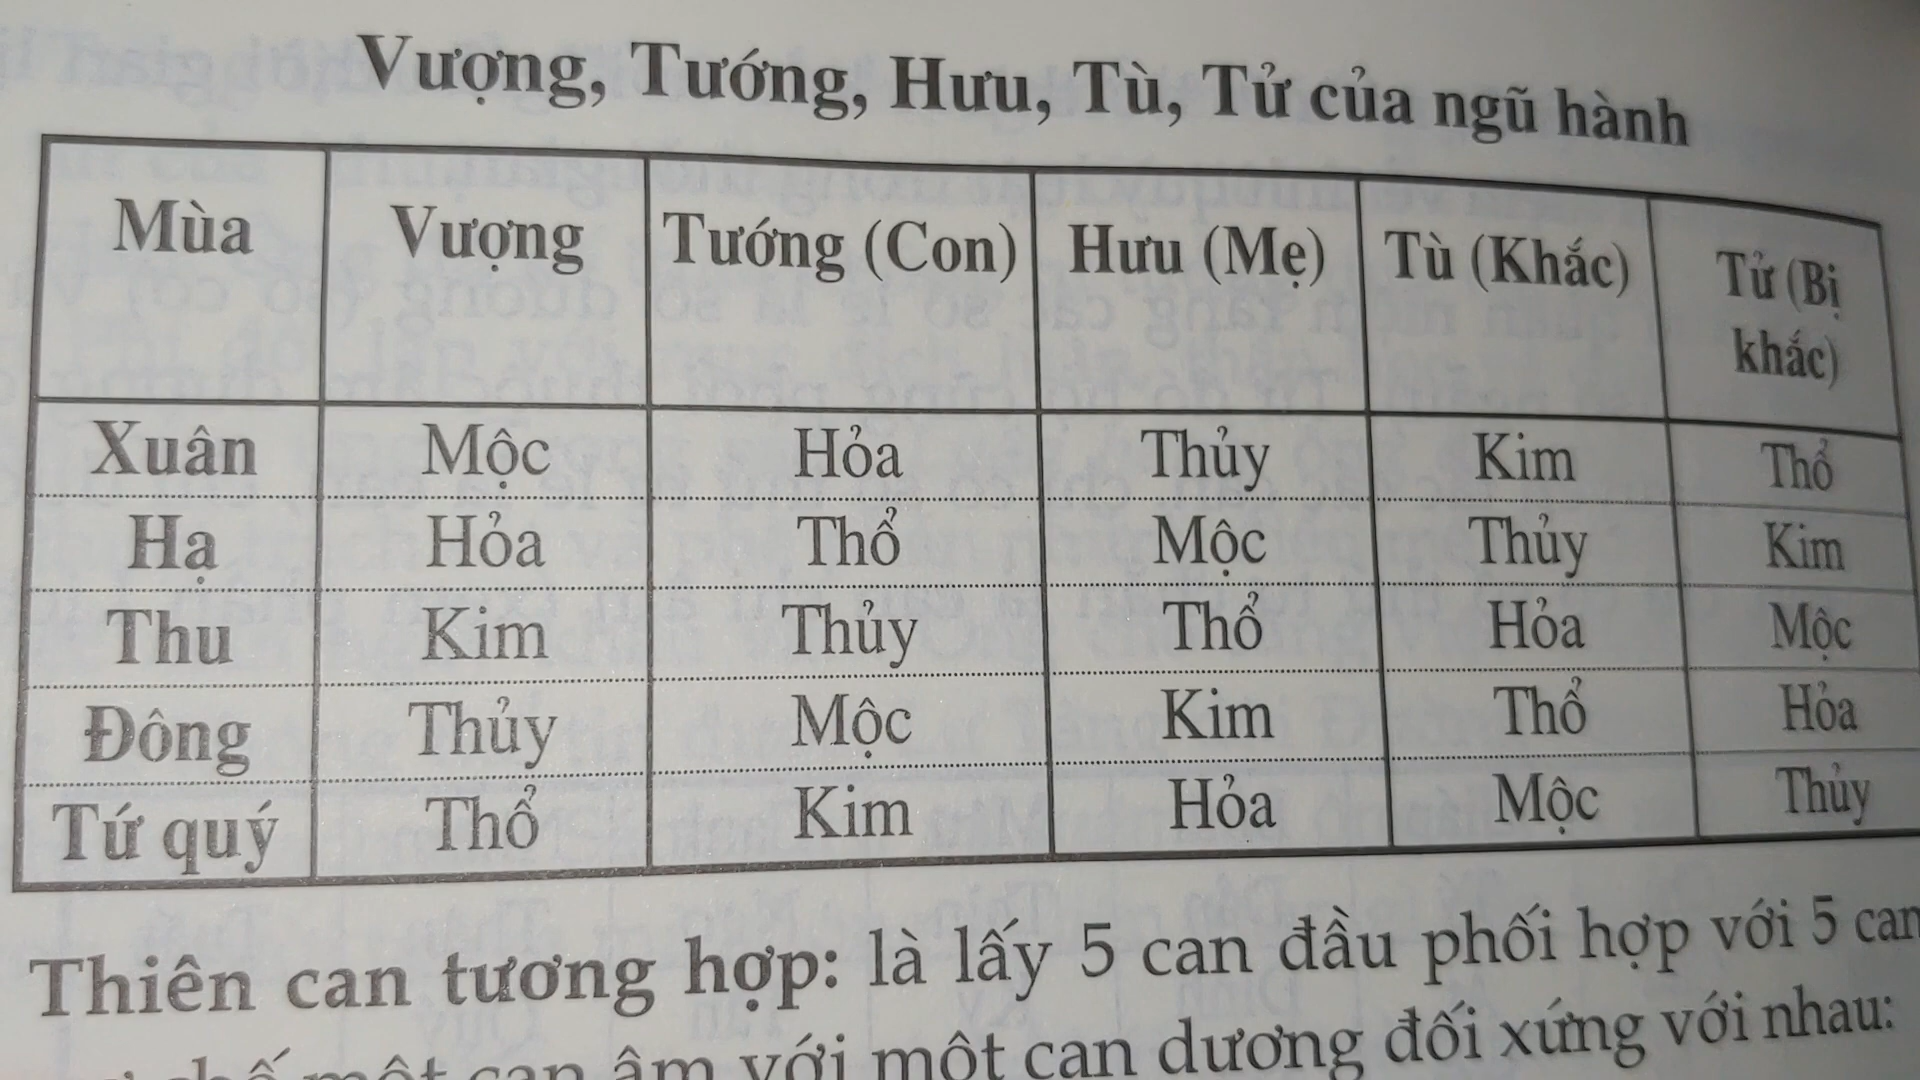 Vượng, Tướng, Hưu, Tù, Tử của ngũ hành
Mùa Vượng Tướng (Con) Hưu (Mẹ) Tù (Khắc) Tử (Bị
khắc)
Xuân Mộc Hỏa Thủy Kim Thổ
Hạ Hỏa Thổ Mộc Thủy Kim
Thu Kim Thủy Thổ Hỏa Mộc
Đông Thủy Mộc Kim Thổ Hỏa
Tứ quý Thổ Kim Hỏa Mộc Thủy
Thiên can tương hợp: là lấy 5 can đầu phối hợp với 5 can
một can âm với một can dương đối xứng với nhau: